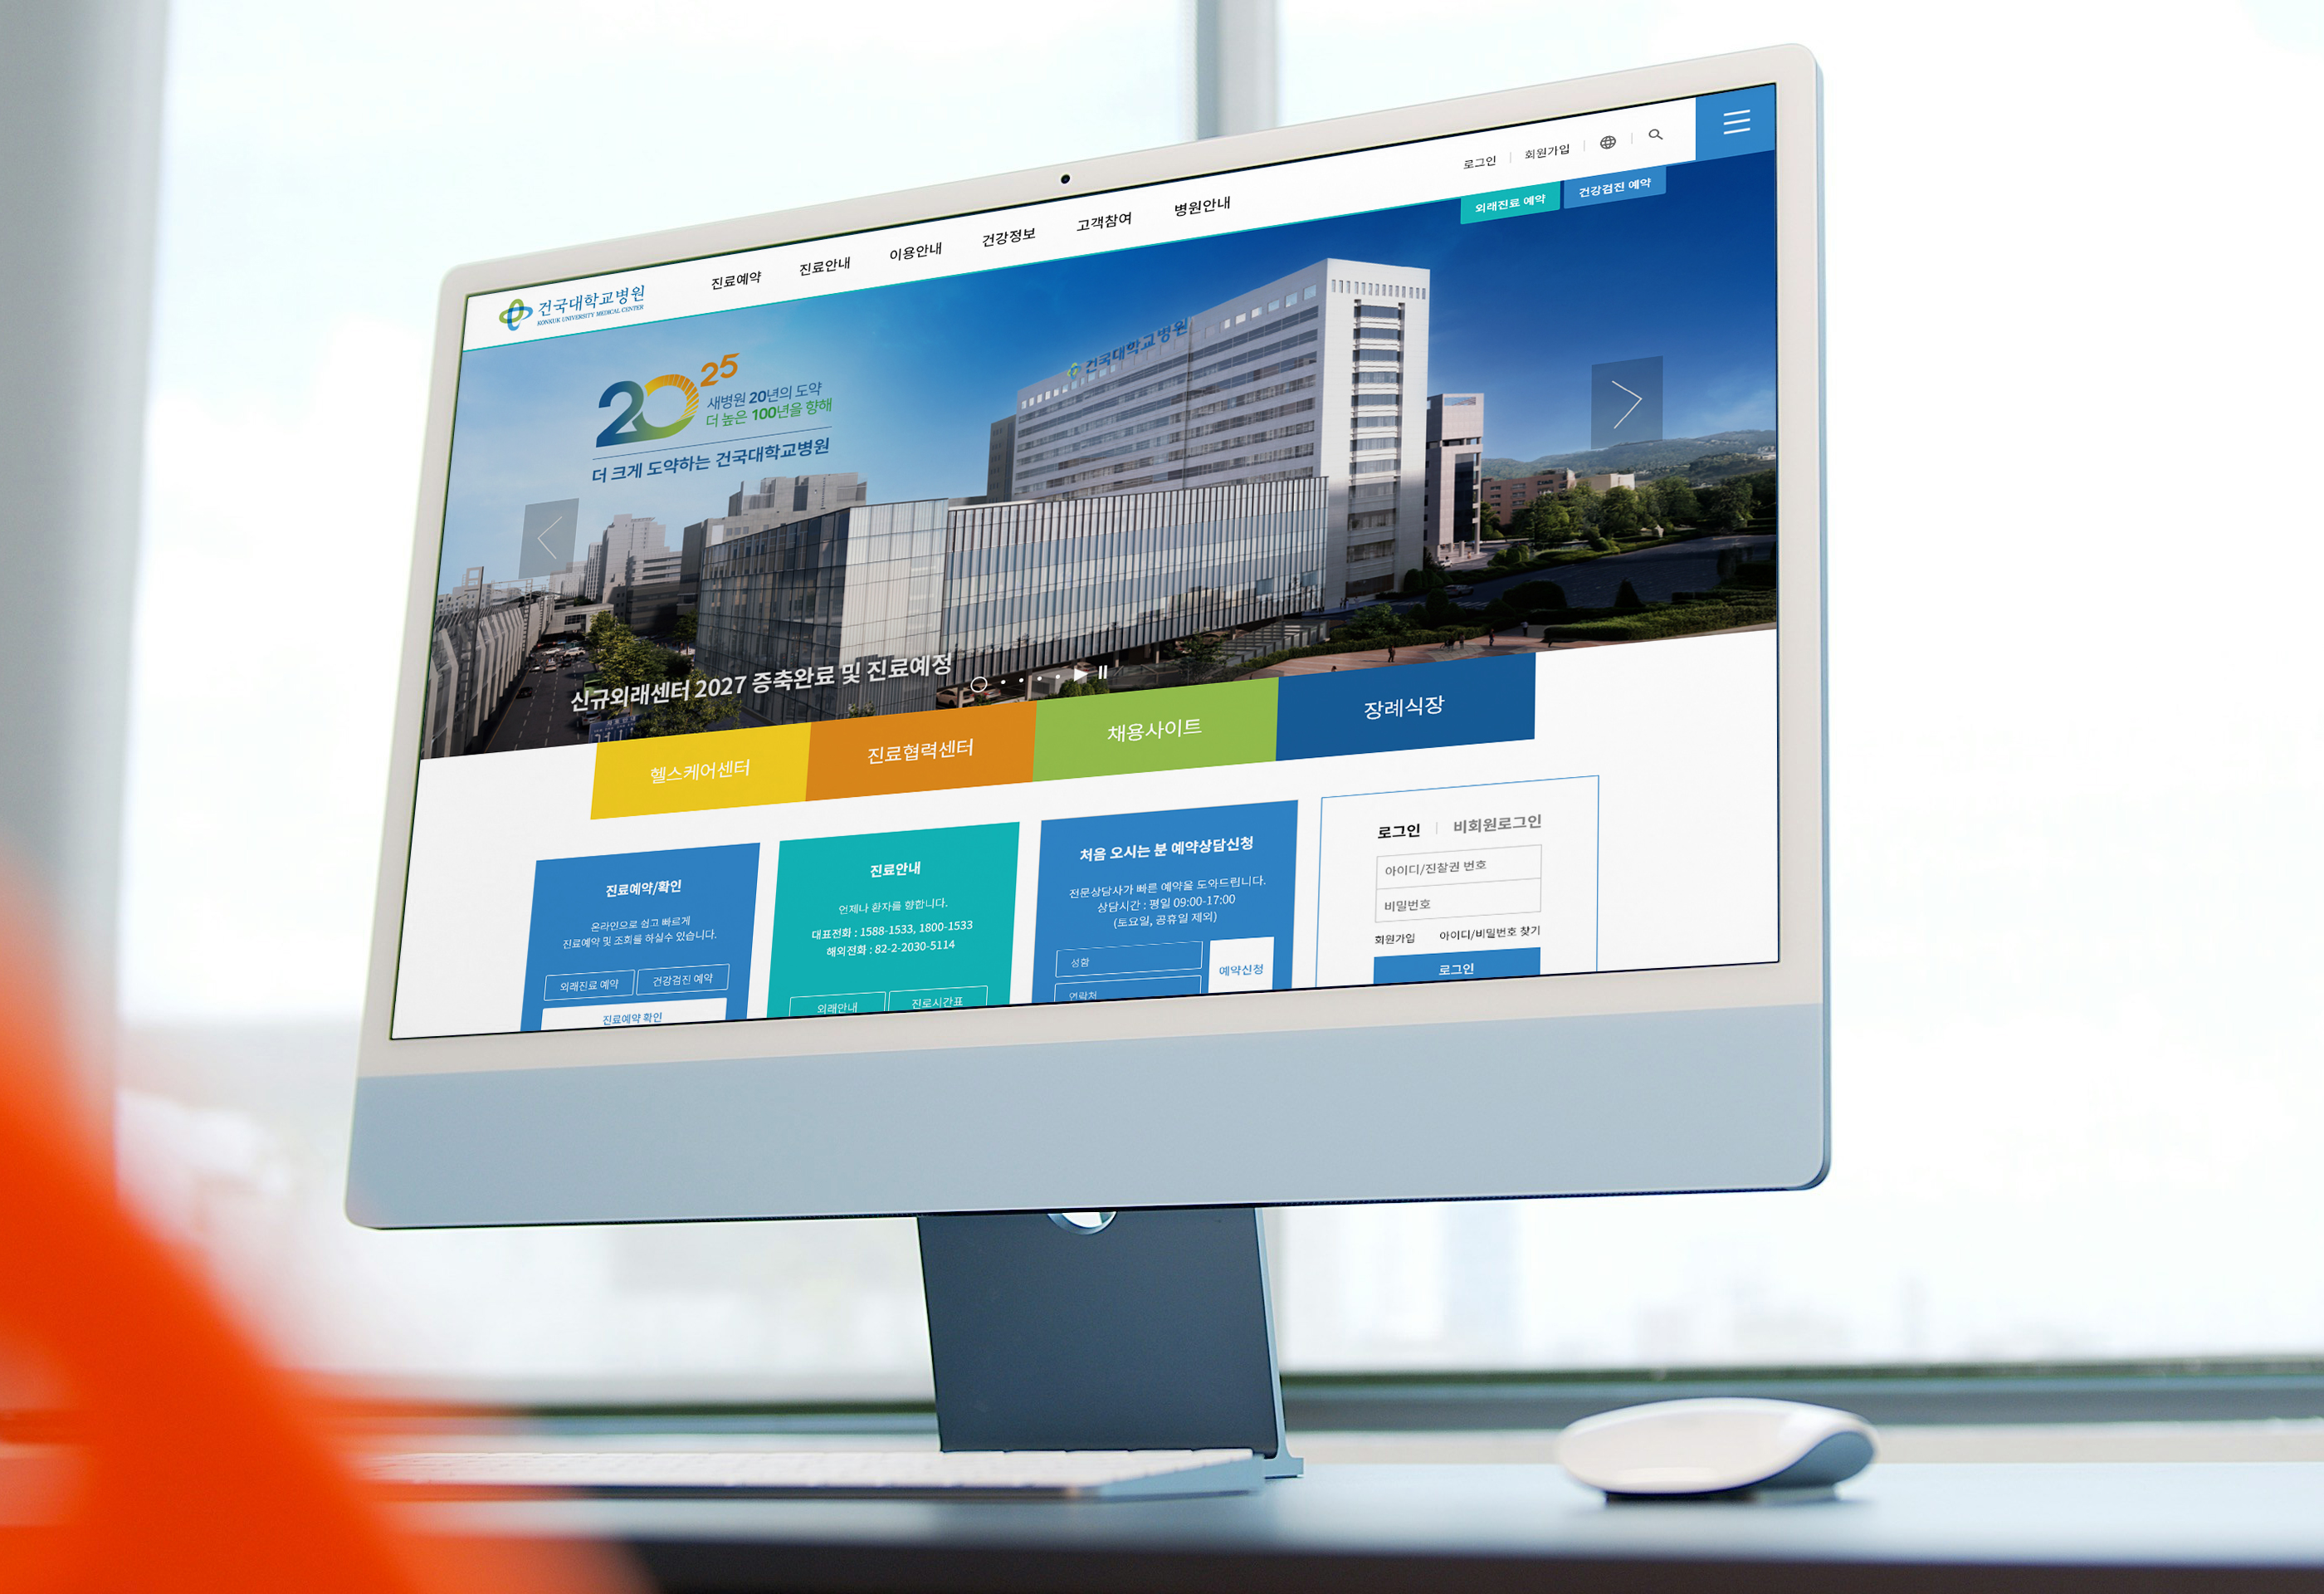 로그인 | 회원가입
진료예약 진료안내 이용안내 건강정보 고객참여 병원안내
건국대학교병원
KONKUK UNIVERSITY MEDICAL CENTER
외래진료 예약 건강검진 예약
건국대학교병원
2025
새병원 20년의 도약
더 높은 100년을 향해
더 크게 도약하는 건국대학교병원
신규외래센터 2027 증축완료 및 진료예정
헬스케어센터 진료협력센터 채용사이트 장례식장
진료예약/확인
온라인으로 쉽고 빠르게
진료예약 및 조회를 하실수 있습니다.
외래진료 예약 건강검진 예약
진료예약 확인
진료안내
언제나 환자를 향합니다.
대표전화 : 1588-1533, 1800-1533
해외전화 : 82-2-2030-5114
외래안내 진료시간표
처음 오시는 분 예약상담신청
전문상담사가 빠른 예약을 도와드립니다.
상담시간 : 평일 09:00-17:00
(토요일, 공휴일 제외)
성함
예약신청
연락처
로그인 | 비회원로그인
아이디/진찰권 번호
비밀번호
회원가입 아이디/비밀번호 찾기
로그인